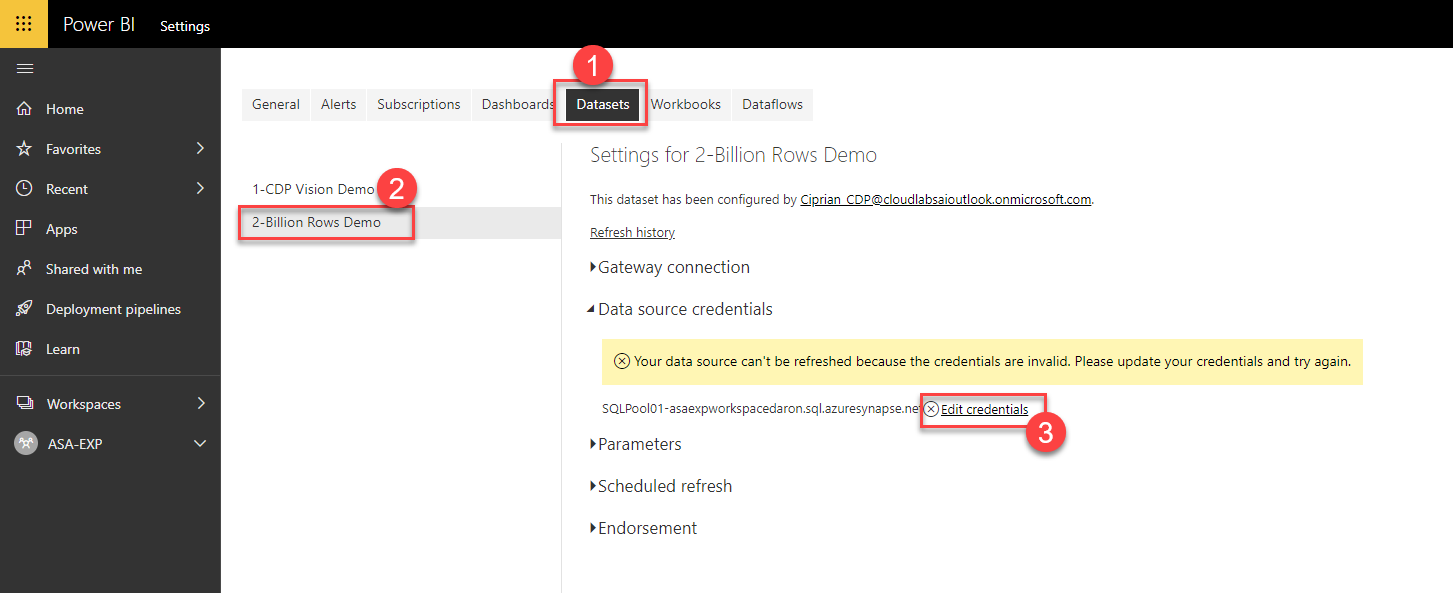 Power BI Settings
Home
Favorites
Recent
Apps
Shared with me
Deployment pipelines
Learn
Workspaces
ASA-EXP
1
General Alerts Subscriptions Dashboards Datasets Workbooks Dataflows
1-CDP Vision Demo
2
2-Billion Rows Demo
Settings for 2-Billion Rows Demo
This dataset has been configured by Ciprian_CDP@cloudlabsaioutlook.onmicrosoft.com.
Refresh history
Gateway connection
Data source credentials
Your data source can't be refreshed because the credentials are invalid. Please update your credentials and try again.
SQLPool01-asaexpworkspacedaron.sql.azuresynapse.net Edit credentials
3
Parameters
Scheduled refresh
Endorsement